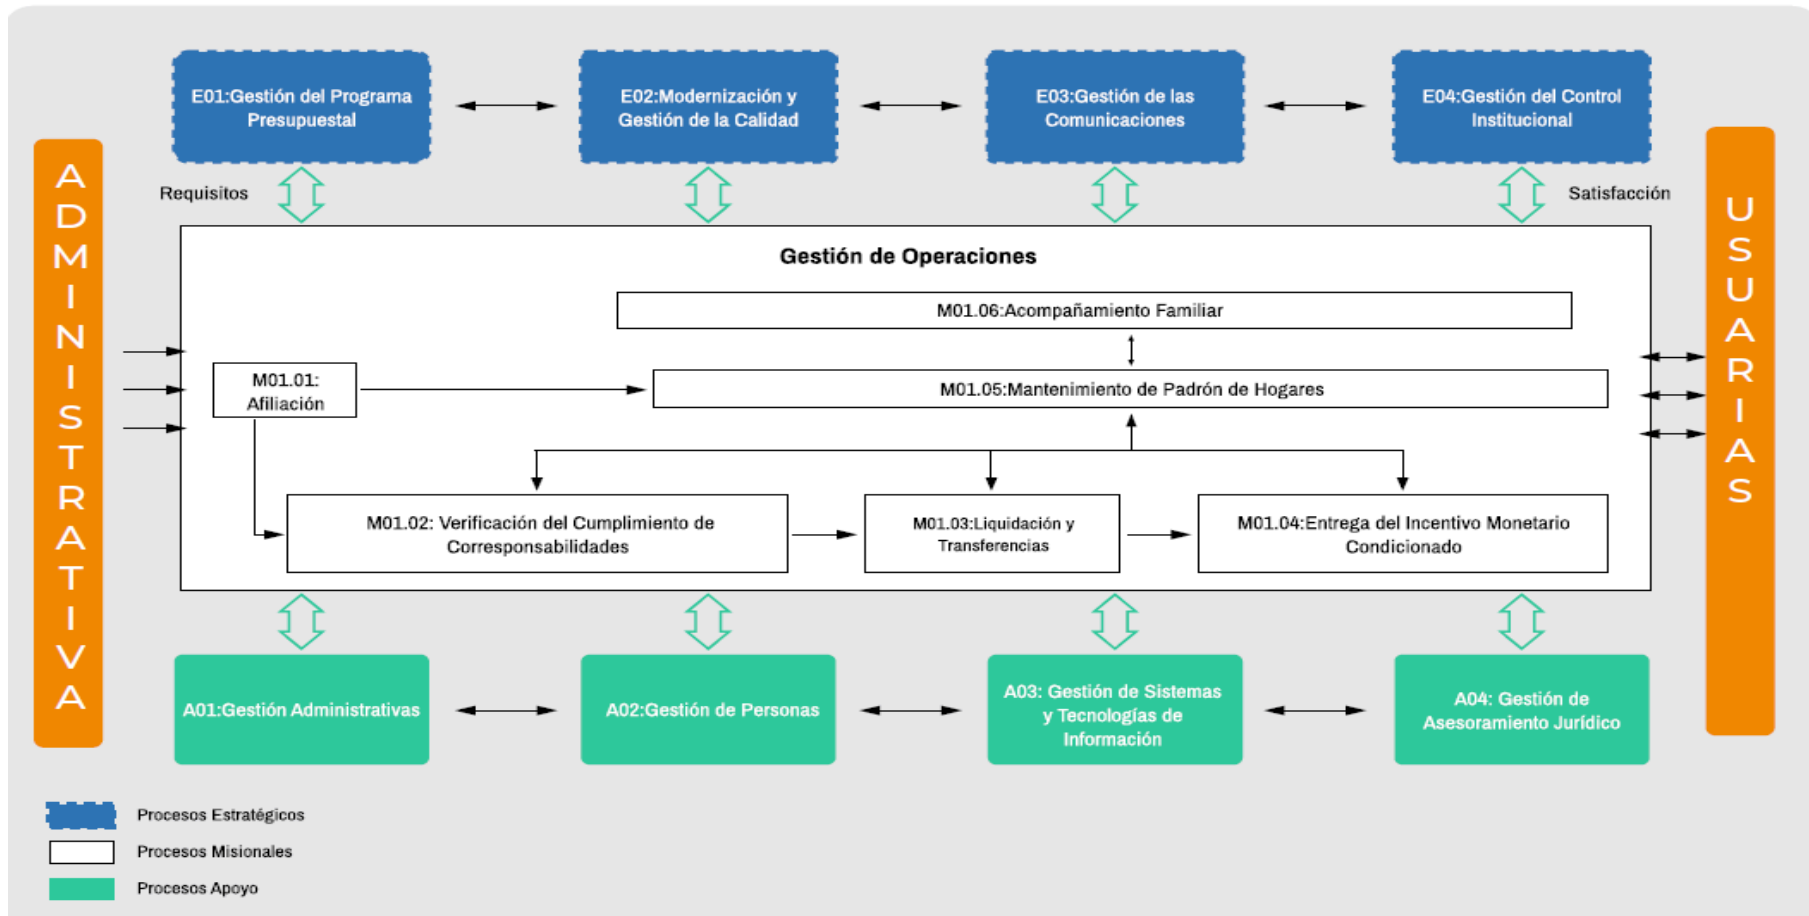 E01:Gestión del Programa
Presupuestal
E02:Modernización y
Gestión de la Calidad
E03:Gestión de las
Comunicaciones
E04:Gestión del Control
Institucional
ADMINISTRATIVA
Requisitos
Satisfacción
USUARIAS
Gestión de Operaciones
M01.06:Acompañamiento Familiar
M01.01:
Afiliación
M01.05:Mantenimiento de Padrón de Hogares
M01.02: Verificación del Cumplimiento de
Corresponsabilidades
M01.03:Liquidación y
Transferencias
M01.04:Entrega del Incentivo Monetario
Condicionado
A01:Gestión Administrativas
A02:Gestión de Personas
A03: Gestión de Sistemas
y Tecnologías de
Información
A04: Gestión de
Asesoramiento Jurídico
Procesos Estratégicos
Procesos Misionales
Procesos Apoyo